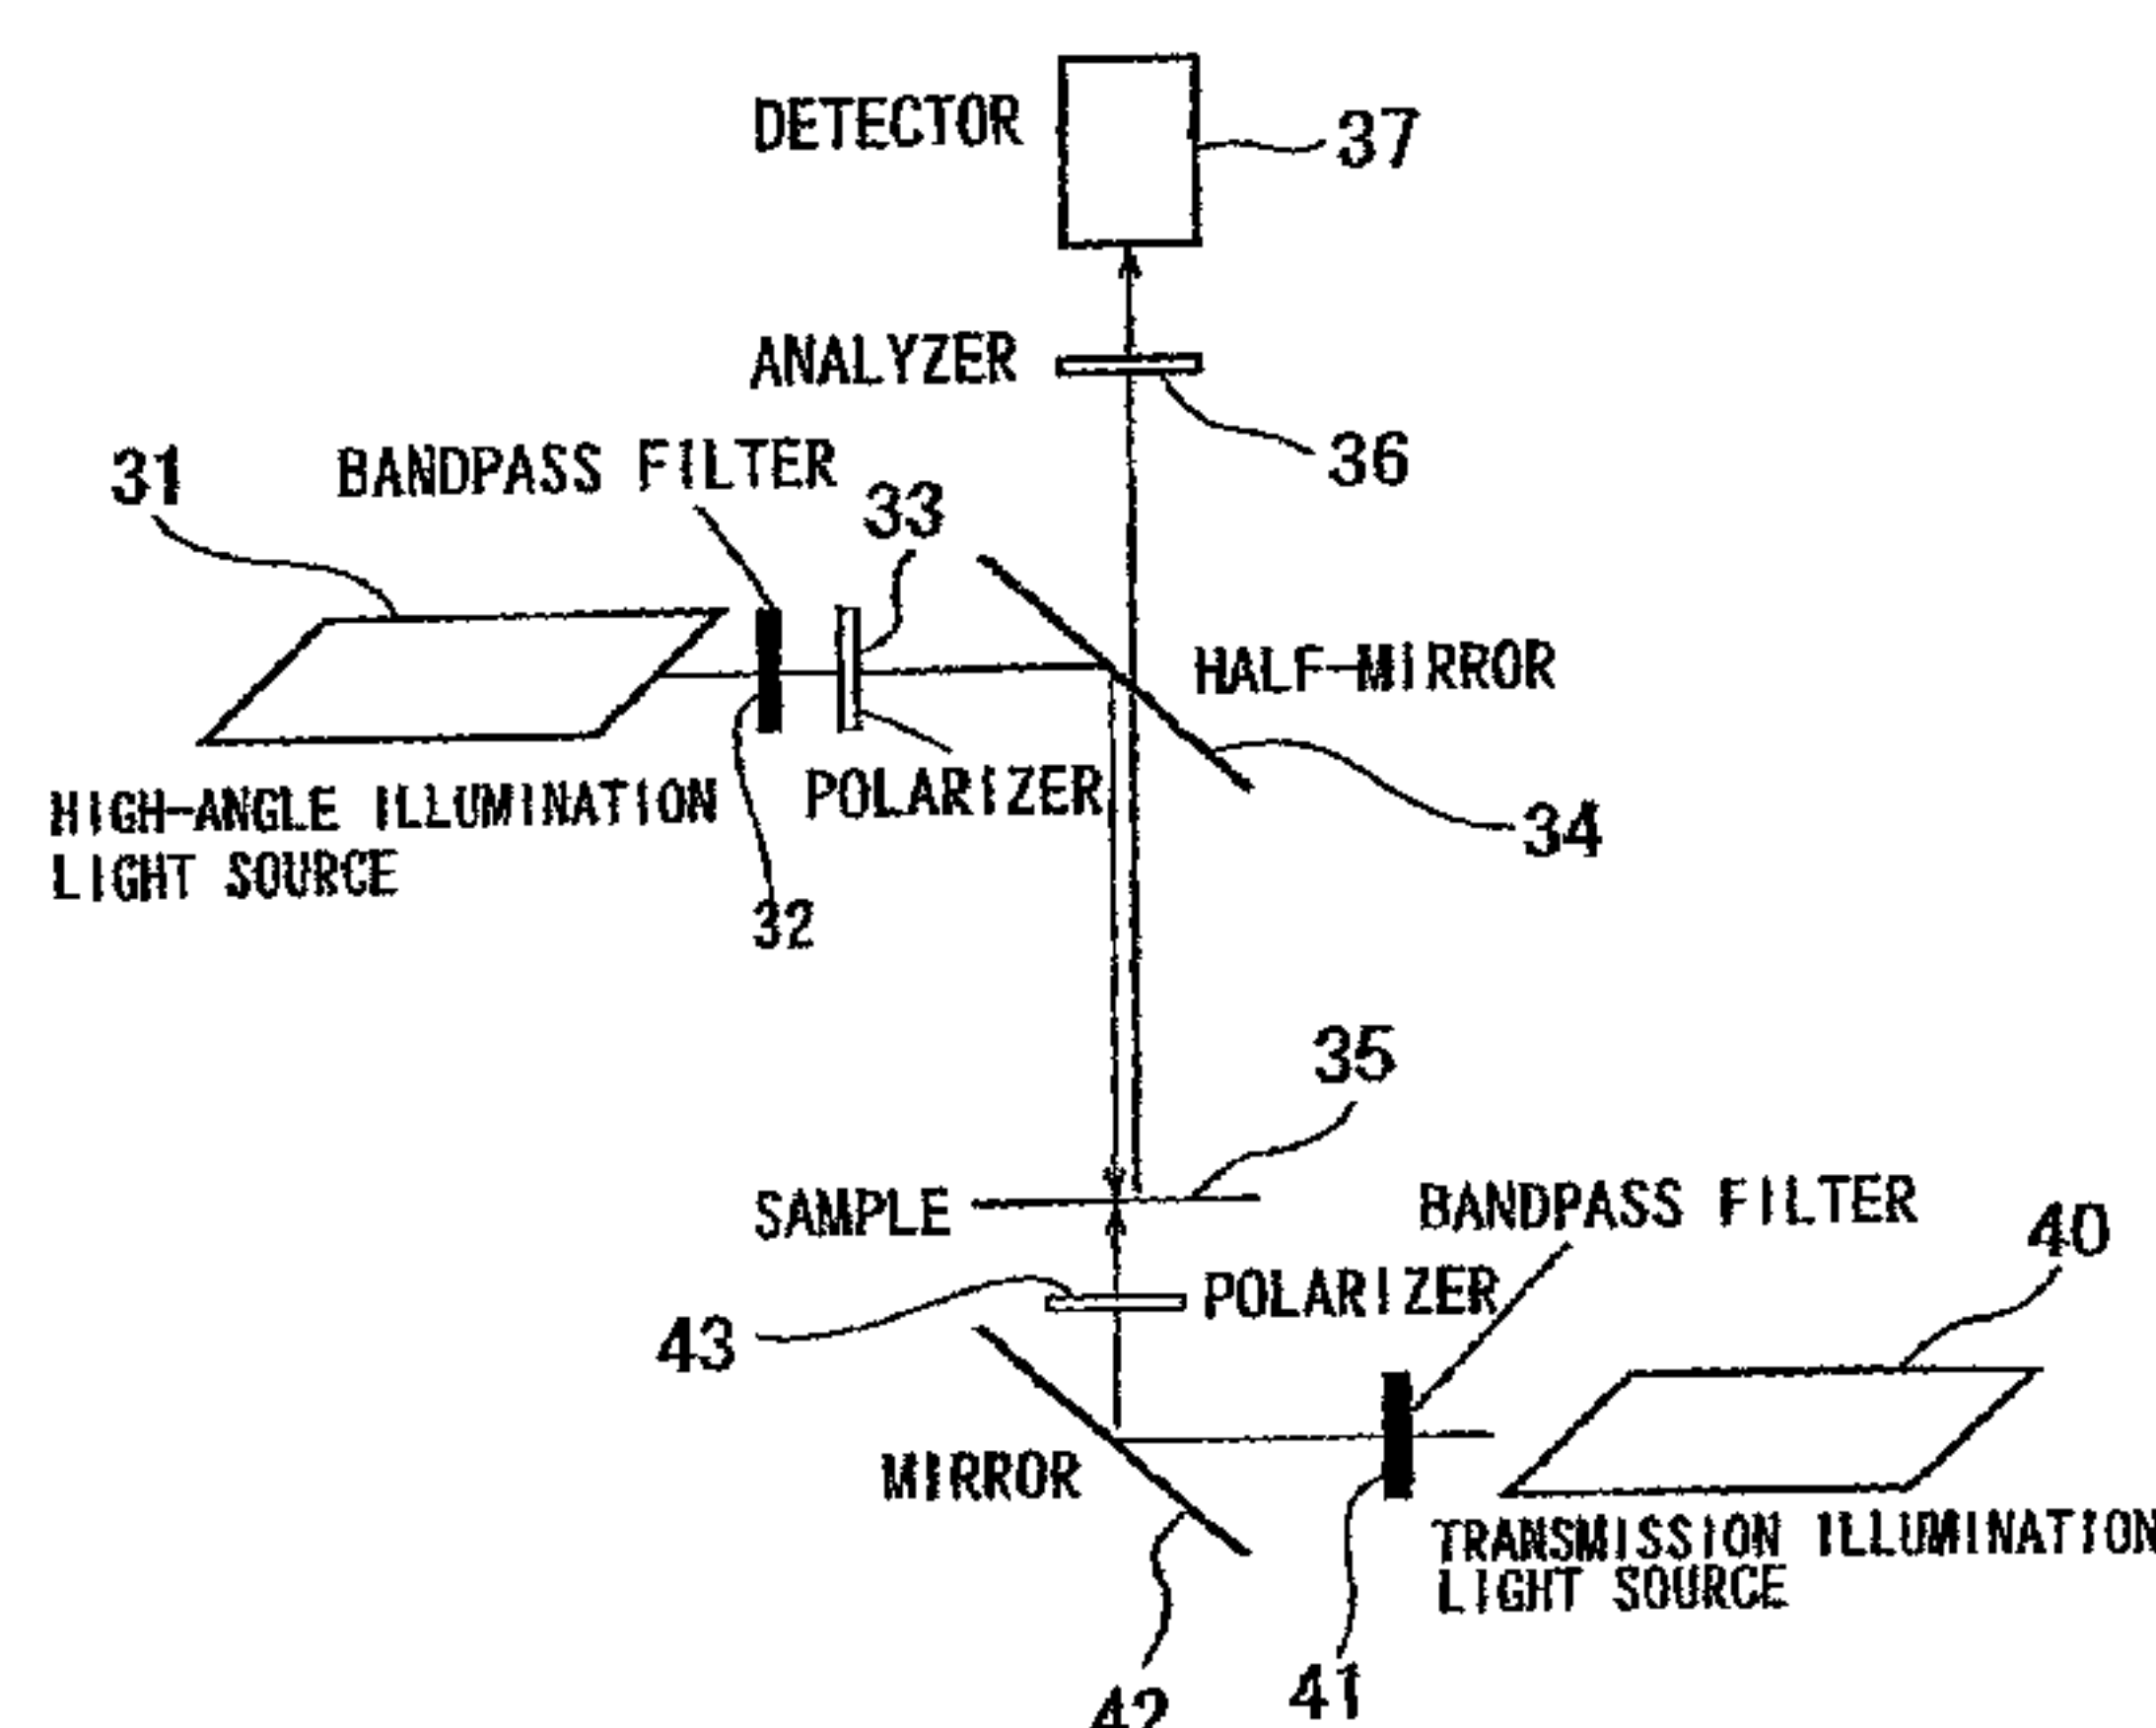 DETECTOR
37
ANALYZER
36
31
BANDPASS FILTER
33
HALF-MIRROR
HIGH-ANGLE ILLUMINATION
LIGHT SOURCE
POLARIZER
34
32
35
SAMPLE
BANDPASS FILTER
40
POLARIZER
43
MIRROR
TRANSMISSION ILLUMINATION
LIGHT SOURCE
42
41